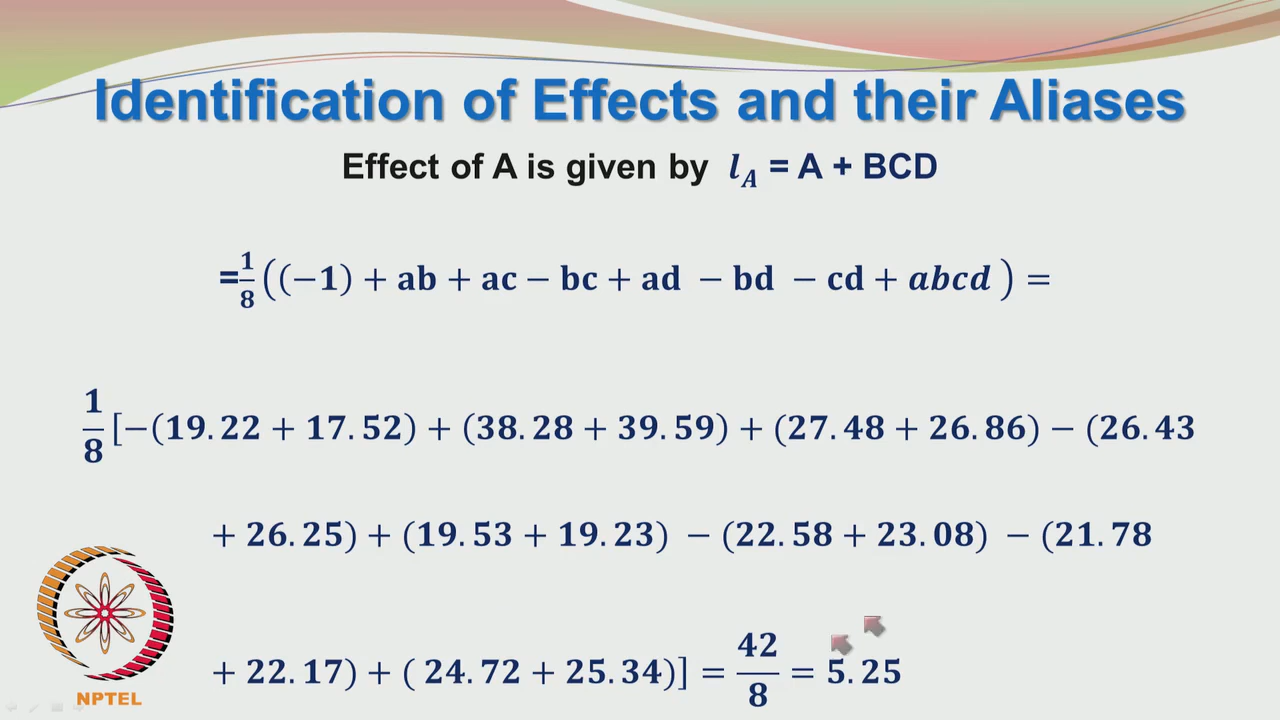 Identification of Effects and their Aliases
Effect of A is given by l_A = A + BCD
=1/8((−1) + ab + ac − bc + ad − bd − cd + abcd ) =
1/8[−(19.22 + 17.52) + (38.28 + 39.59) + (27.48 + 26.86) − (26.43
+ 26.25) + (19.53 + 19.23) − (22.58 + 23.08) − (21.78
+ 22.17) + ( 24.72 + 25.34)] = 42/8 = 5.25
NPTEL